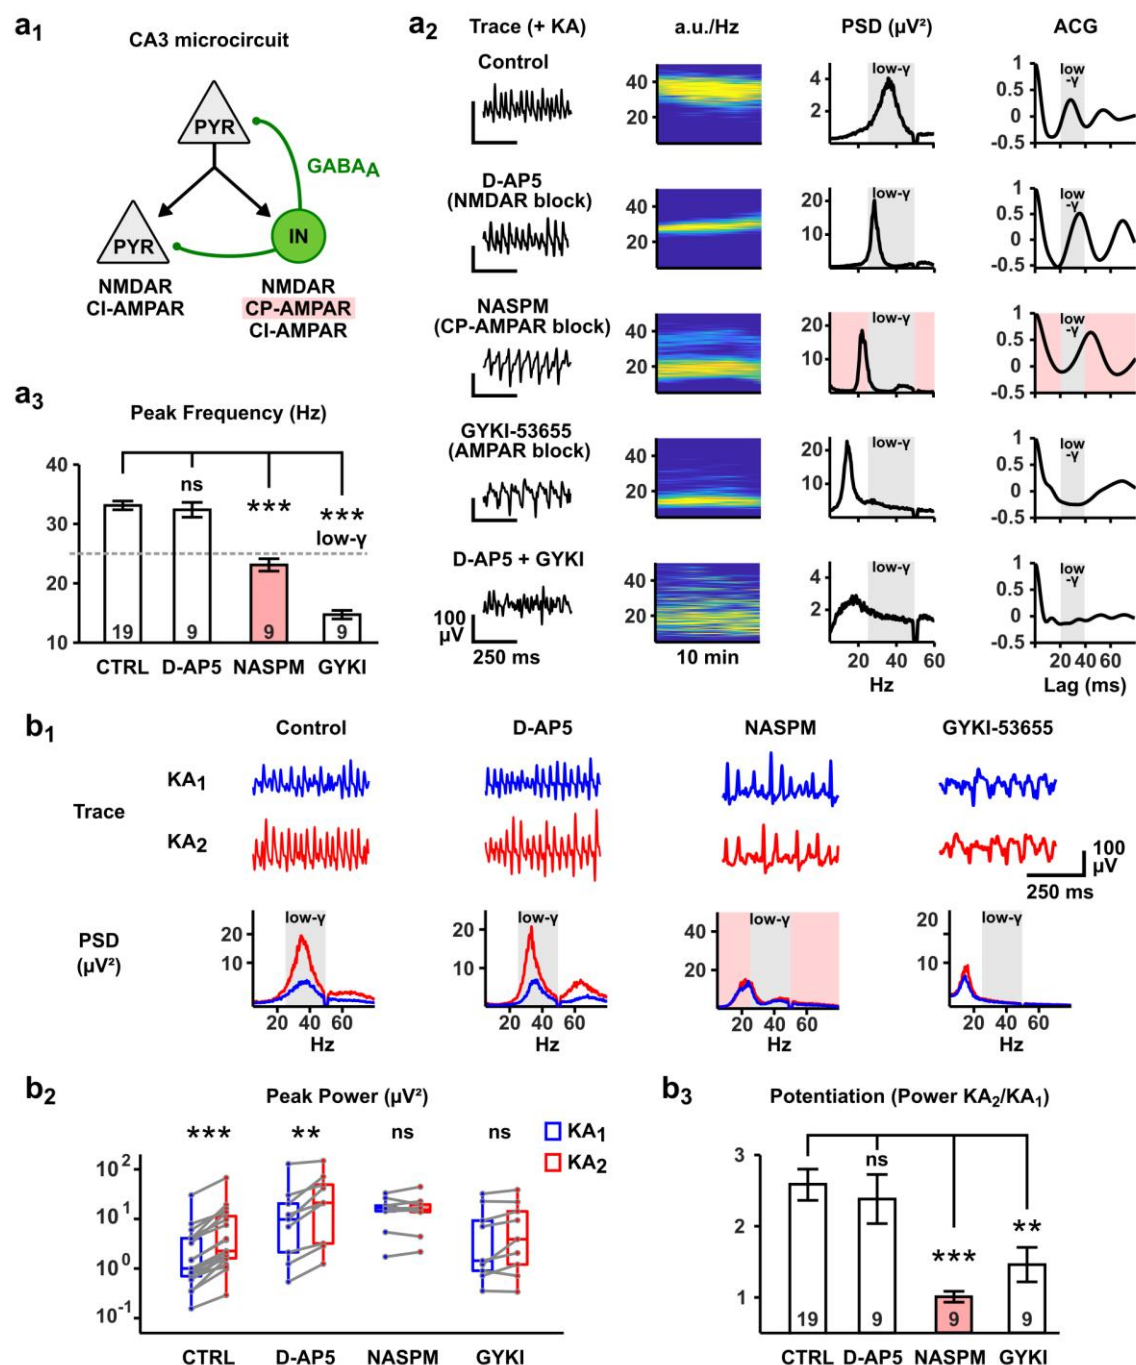 a1
CA3 microcircuit
PYR
GABAA
PYR
IN
NMDAR
CI-AMPAR
NMDAR
CP-AMPAR
CI-AMPAR
a2
Trace (+ KA)
a.u./Hz
PSD (µV²)
ACG
Control
40
20
low-γ
4
2
low
-γ
1
0.5
0
-0.5
D-AP5
(NMDAR block)
40
20
low-γ
20
10
low
-γ
1
0.5
0
-0.5
NASPM
(CP-AMPAR block)
40
20
low-γ
20
10
low
-γ
1
0.5
0
-0.5
GYKI-53655
(AMPAR block)
40
20
low-γ
20
10
low
-γ
1
0.5
0
-0.5
D-AP5 + GYKI
100
µV
250 ms
40
20
10 min
low-γ
4
2
20
40
60
Hz
low
-γ
1
0.5
0
-0.5
20 40 60
Lag (ms)
a3
Peak Frequency (Hz)
40
30
20
10
ns
***
***
low-γ
19
9
9
9
CTRL
D-AP5
NASPM
GYKI
b1
Control
D-AP5
NASPM
GYKI-53655
Trace
KA1
KA2
100
µV
250 ms
PSD
(µV²)
low-γ
20
10
20 40 60
Hz
low-γ
20
10
20 40 60
Hz
low-γ
40
20
20 40 60
Hz
low-γ
20
10
20 40 60
Hz
b2
Peak Power (µV²)
***
**
ns
ns
KA1
KA2
10²
10¹
10⁰
10⁻¹
CTRL
D-AP5
NASPM
GYKI
b3
Potentiation (Power KA2/KA1)
3
2
1
ns
***
**
19
9
9
9
CTRL
D-AP5
NASPM
GYKI